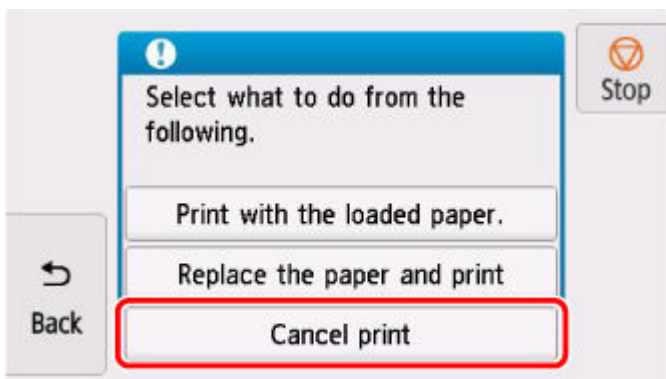 Select what to do from the
following.
Stop
Print with the loaded paper.
Replace the paper and print
Back
Cancel print